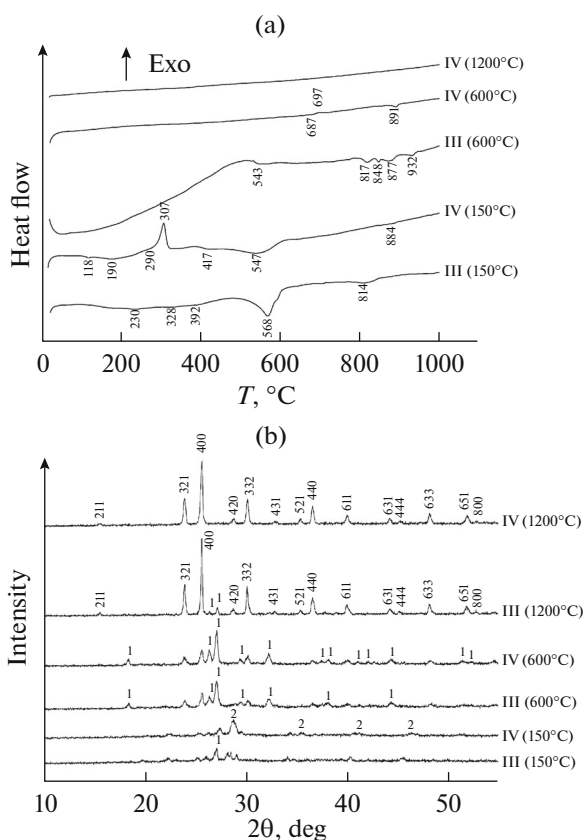 (a)
Exo
IV (1200°C)
697
687
891
IV (600°C)
III (600°C)
543
817
848
877
932
307
IV (150°C)
118
190
290
417
547
884
III (150°C)
230
328
392
568
814
Heat flow
0 200 400 600 800 1000
T, °C
(b)
211 321 400 420 332 431 521 440 611 631 444 633 651 800
IV (1200°C)
211 321 400 1 1 420 332 431 521 440 611 631 444 633 651 800
III (1200°C)
1 1 1 1 1 1 1 1 1 1 1 1
IV (600°C)
1 1 1 1 1 1 1
III (600°C)
2 2 2 2
IV (150°C)
1
III (150°C)
Intensity
10 20 30 40 50
2θ, deg